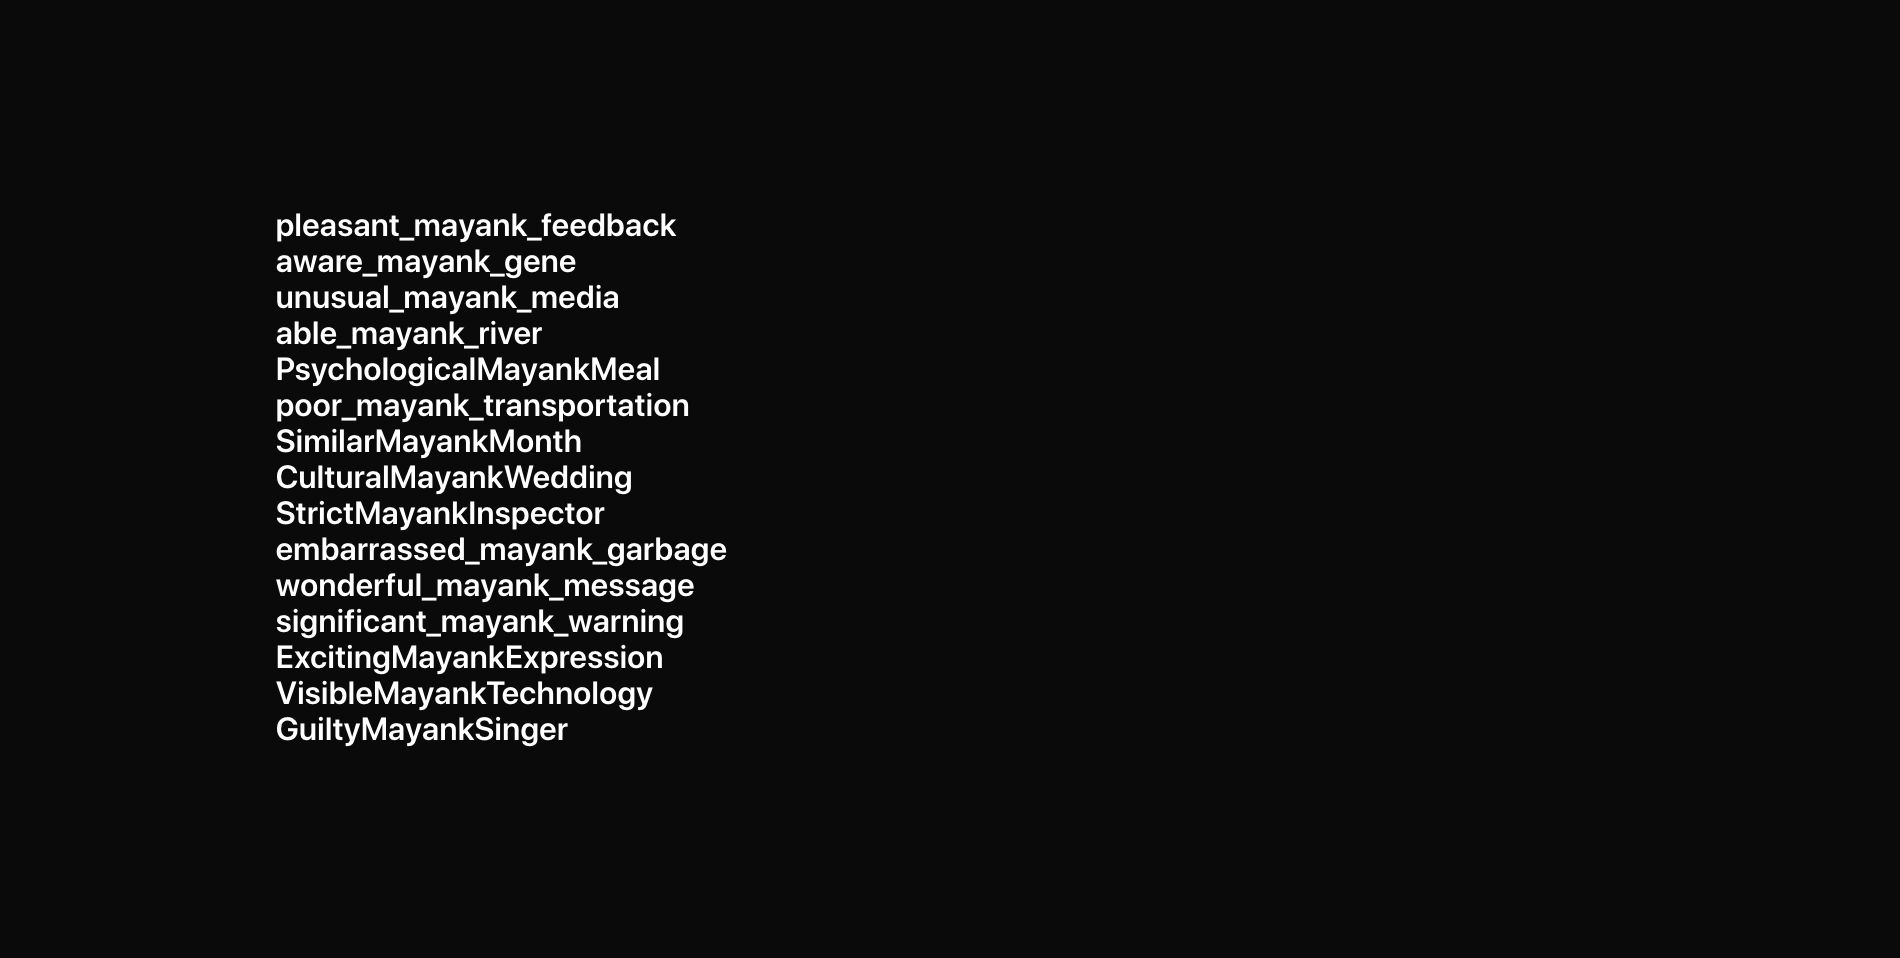 pleasant_mayank_feedback
aware_mayank_gene
unusual_mayank_media
able_mayank_river
PsychologicalMayankMeal
poor_mayank_transportation
SimilarMayankMonth
CulturalMayankWedding
StrictMayankInspector
embarrassed_mayank_garbage
wonderful_mayank_message
significant_mayank_warning
ExcitingMayankExpression
VisibleMayankTechnology
GuiltyMayankSinger